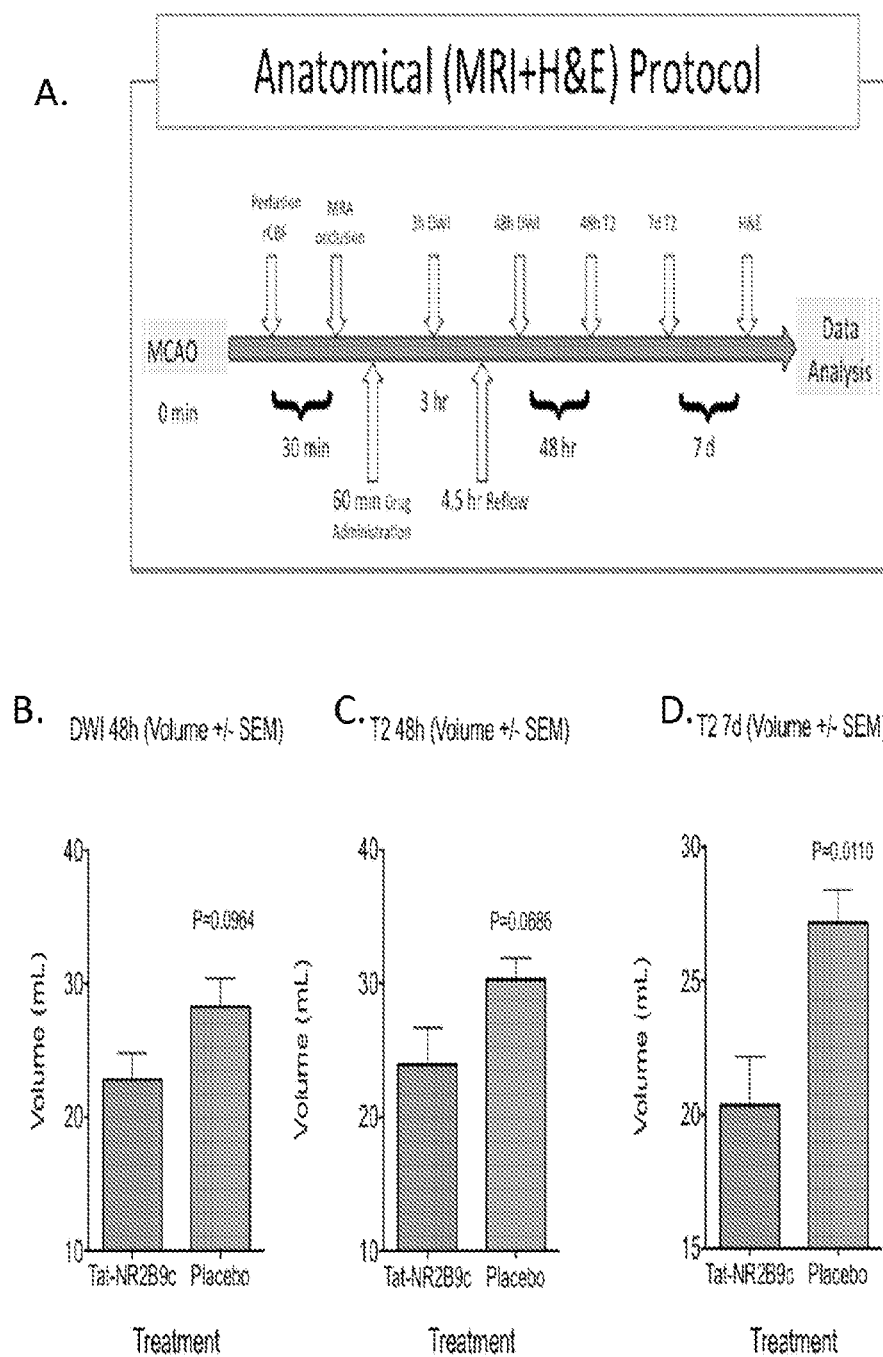 A.
Anatomical (MRI+H&E) Protocol
Perfusion
rCBF
MRA
occlusion
3h DWI
48h DWI
48h T2
7d T2
H&E
MCAO
Data
Analysis
0 min
30 min
3 hr
48 hr
7 d
60 min Drug
Administration
4.5 hr Reflow
B.
DWI 48h (Volume +/- SEM)
C.
T2 48h (Volume +/- SEM)
D.
T2 7d (Volume +/- SEM)
Volume (mL)
40
30
20
10
P=0.0964
Tat-NR2B9c
Placebo
Treatment
Volume (mL)
40
30
20
10
P=0.0686
Tat-NR2B9c
Placebo
Treatment
Volume (mL)
30
25
20
15
P=0.0110
Tat-NR2B9c
Placebo
Treatment